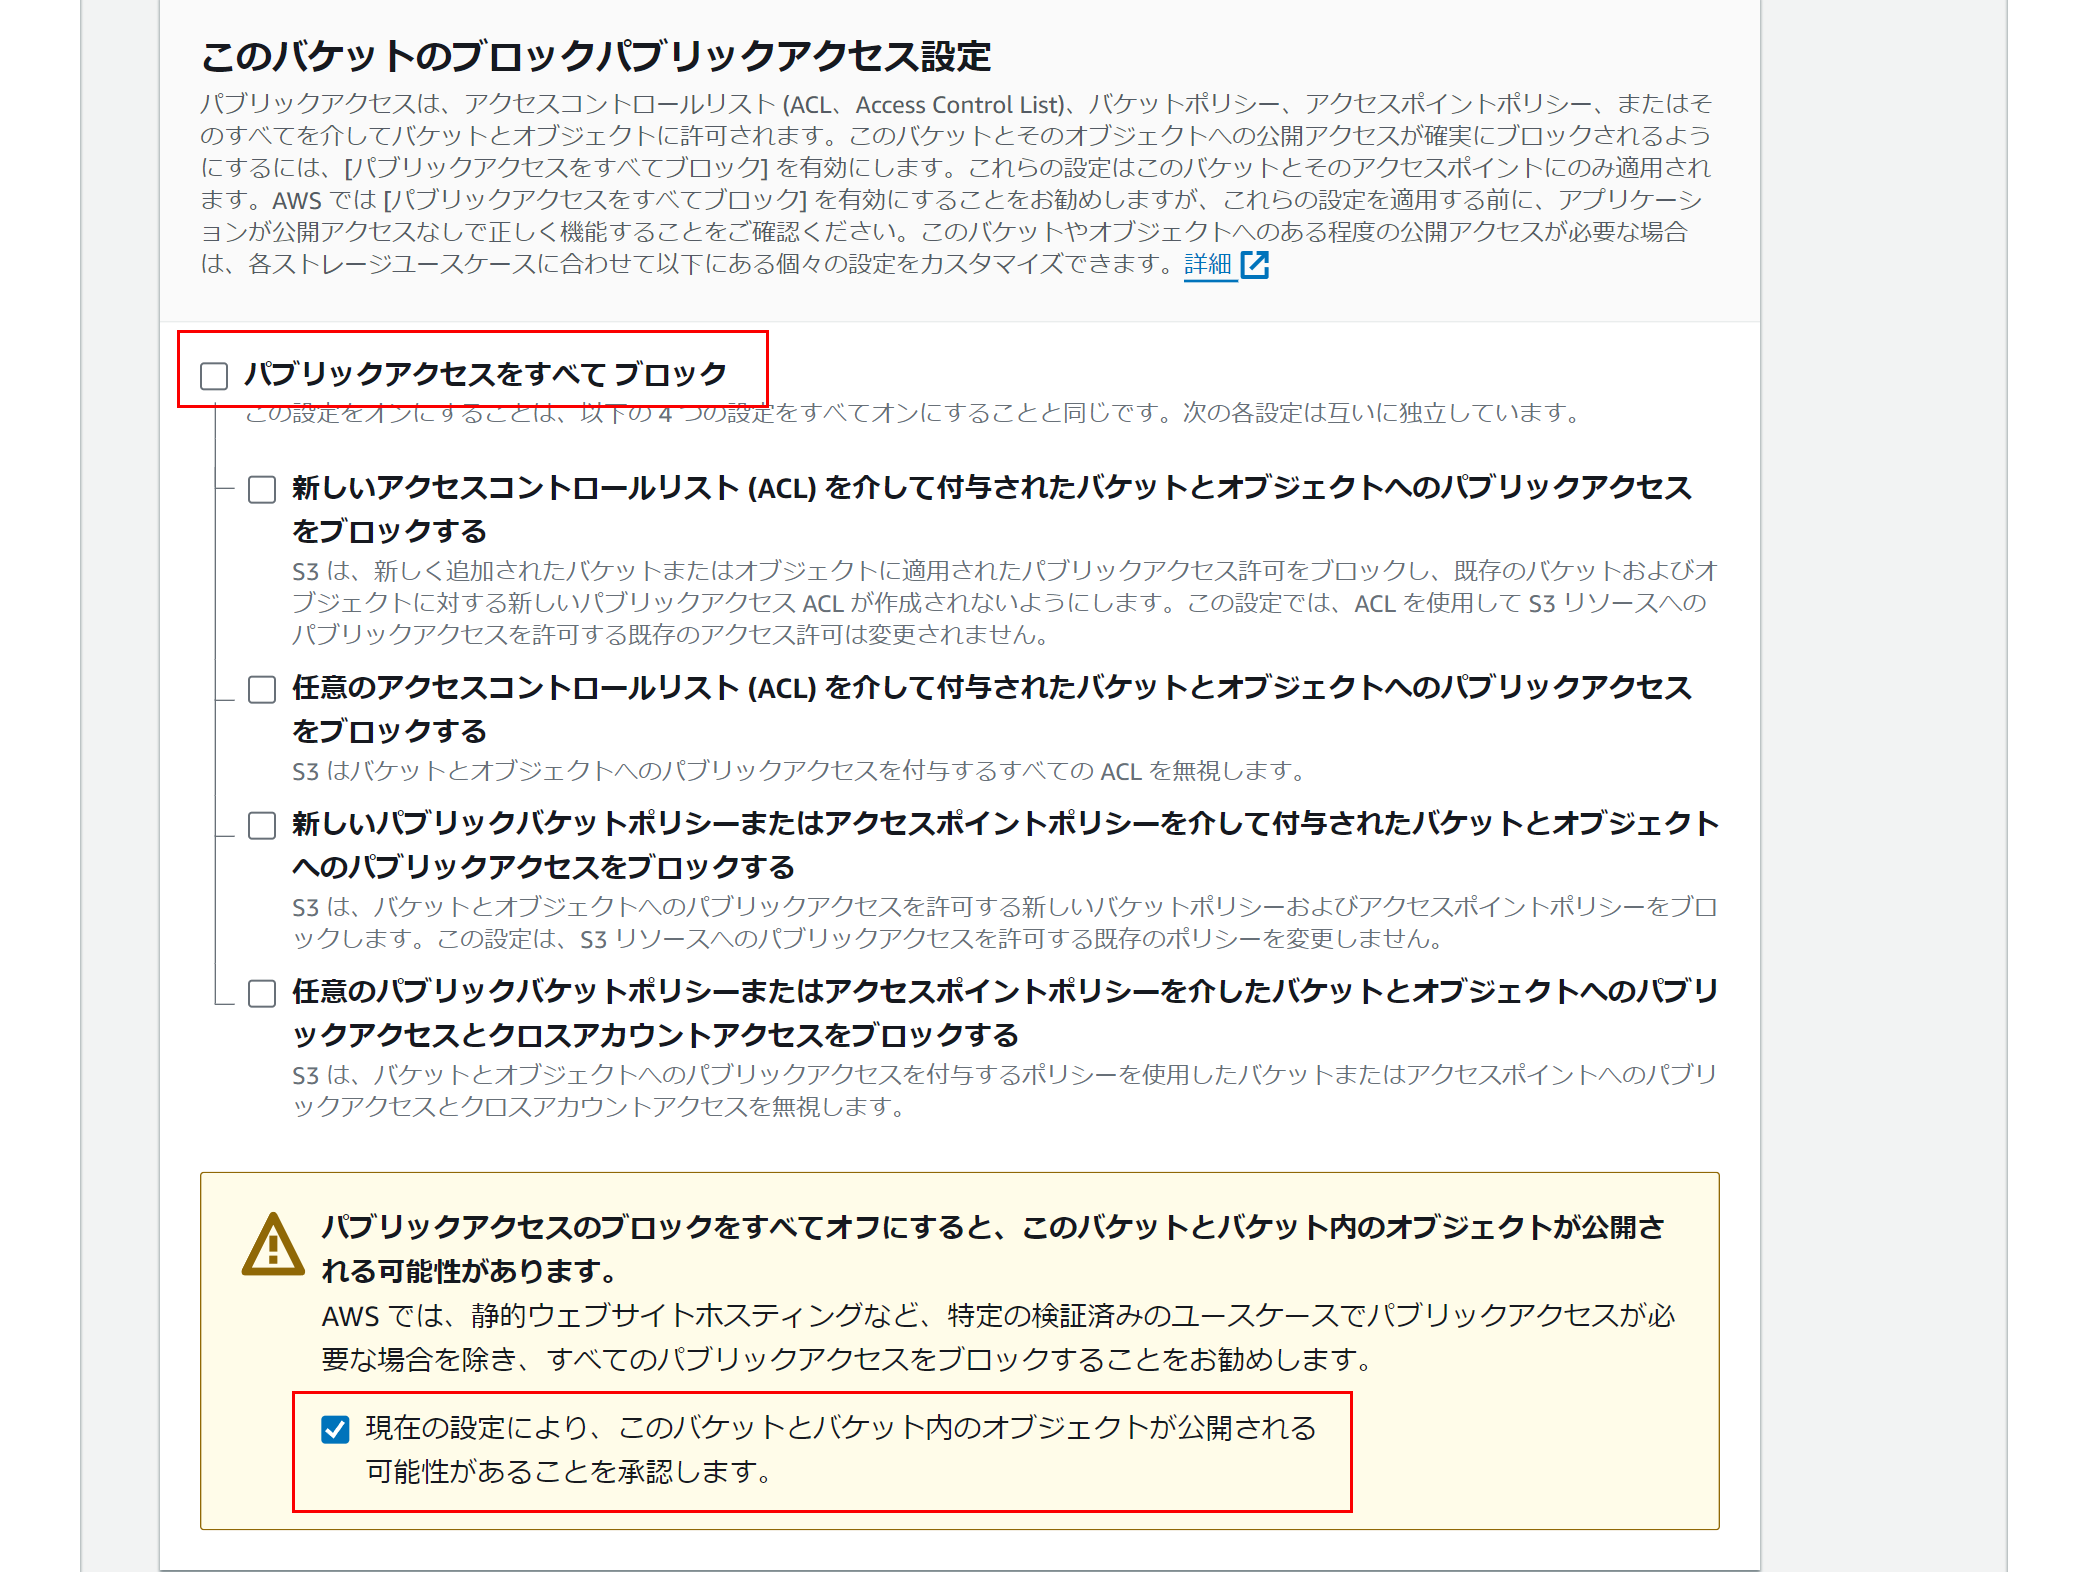 このバケットのブロックパブリックアクセス設定
パブリックアクセスは、アクセスコントロールリスト (ACL、Access Control List)、バケットポリシー、アクセスポイントポリシー、またはそ
のすべてを介してバケットとオブジェクトに許可されます。このバケットとそのオブジェクトへの公開アクセスが確実にブロックされるよう
にするには、[パブリックアクセスをすべてブロック] を有効にします。これらの設定はこのバケットとそのアクセスポイントにのみ適用され
ます。AWS では [パブリックアクセスをすべてブロック] を有効にすることをお勧めしますが、これらの設定を適用する前に、アプリケーシ
ョンが公開アクセスなしで正しく機能することをご確認ください。このバケットやオブジェクトへのある程度の公開アクセスが必要な場合
は、各ストレージユースケースに合わせて以下にある個々の設定をカスタマイズできます。詳細
パブリックアクセスをすべて ブロック
この設定をオンにすることは、以下の 4 つの設定をすべてオンにすることと同じです。次の各設定は互いに独立しています。
新しいアクセスコントロールリスト (ACL) を介して付与されたバケットとオブジェクトへのパブリックアクセス
をブロックする
S3 は、新しく追加されたバケットまたはオブジェクトに適用されたパブリックアクセス許可をブロックし、既存のバケットおよびオ
ブジェクトに対する新しいパブリックアクセス ACL が作成されないようにします。この設定では、ACL を使用して S3 リソースへの
パブリックアクセスを許可する既存のアクセス許可は変更されません。
任意のアクセスコントロールリスト (ACL) を介して付与されたバケットとオブジェクトへのパブリックアクセス
をブロックする
S3 はバケットとオブジェクトへのパブリックアクセスを付与するすべての ACL を無視します。
新しいパブリックバケットポリシーまたはアクセスポイントポリシーを介して付与されたバケットとオブジェクト
へのパブリックアクセスをブロックする
S3 は、バケットとオブジェクトへのパブリックアクセスを許可する新しいバケットポリシーおよびアクセスポイントポリシーをブロ
ックします。この設定は、S3 リソースへのパブリックアクセスを許可する既存のポリシーを変更しません。
任意のパブリックバケットポリシーまたはアクセスポイントポリシーを介したバケットとオブジェクトへのパブリ
ックアクセスとクロスアカウントアクセスをブロックする
S3 は、バケットとオブジェクトへのパブリックアクセスを付与するポリシーを使用したバケットまたはアクセスポイントへのパブリ
ックアクセスとクロスアカウントアクセスを無視します。
パブリックアクセスのブロックをすべてオフにすると、このバケットとバケット内のオブジェクトが公開さ
れる可能性があります。
AWS では、静的ウェブサイトホスティングなど、特定の検証済みのユースケースでパブリックアクセスが必
要な場合を除き、すべてのパブリックアクセスをブロックすることをお勧めします。
現在の設定により、このバケットとバケット内のオブジェクトが公開される
可能性があることを承認します。